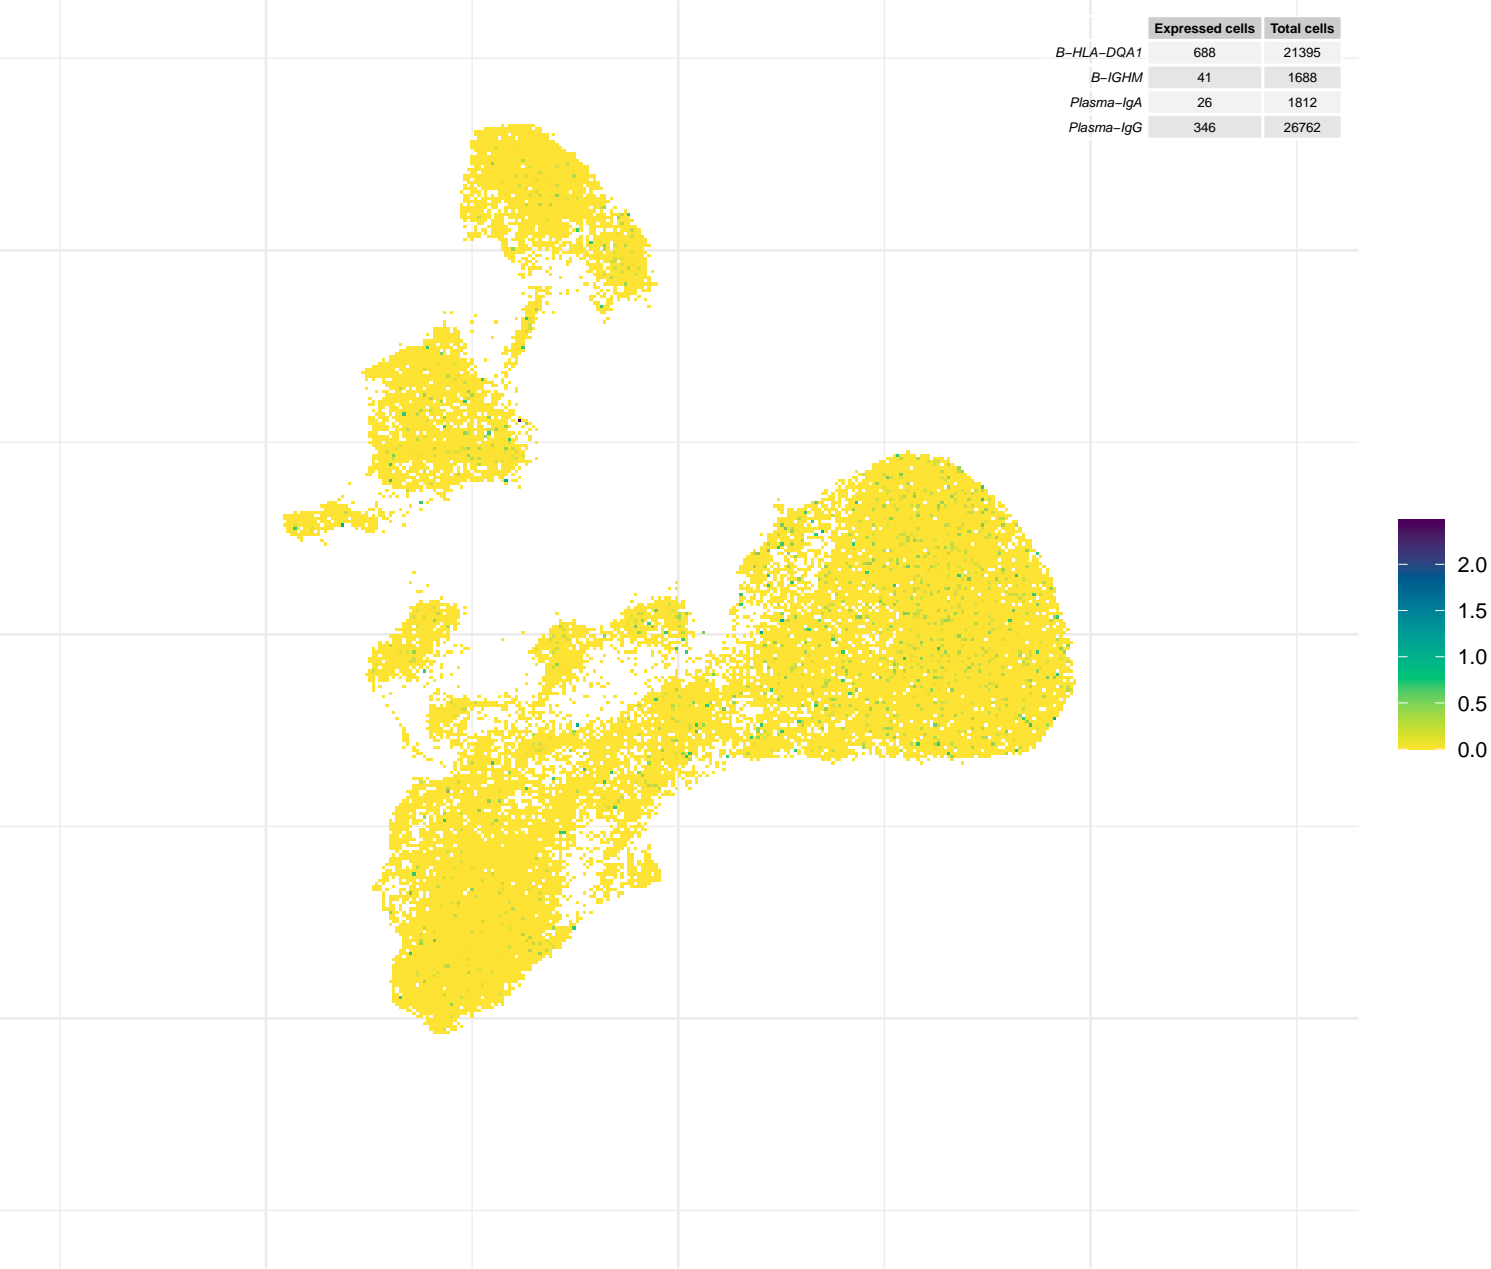 Expressed cells Total cells
B-HLA-DQA1 688 21395
B-IGHM 41 1688
Plasma-IgA 26 1812
Plasma-IgG 346 26762
2.0
1.5
1.0
0.5
0.0